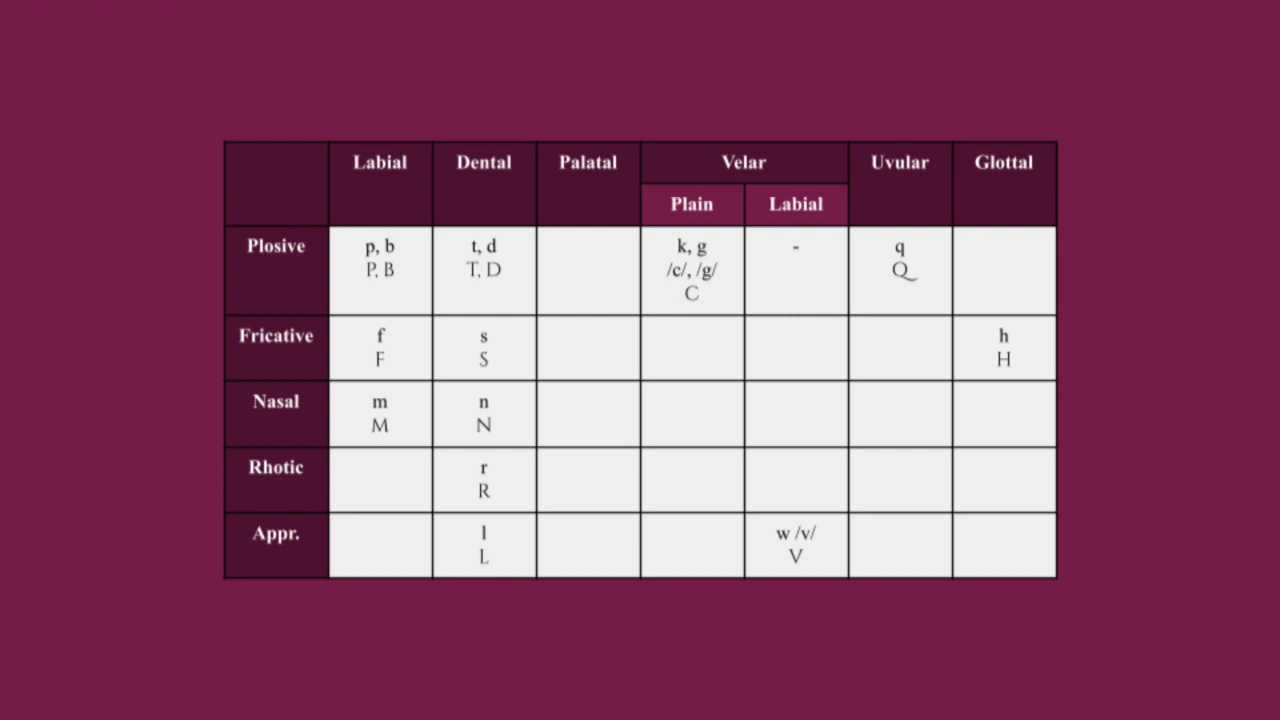 Labial Dental Palatal Velar Uvular Glottal
Plain Labial
Plosive p, b t, d k, g - q
P, B T, D /c/, /g/ Q
C
Fricative f s h
F S H
Nasal m n
M N
Rhotic r
R
Appr. l w /v/
L V